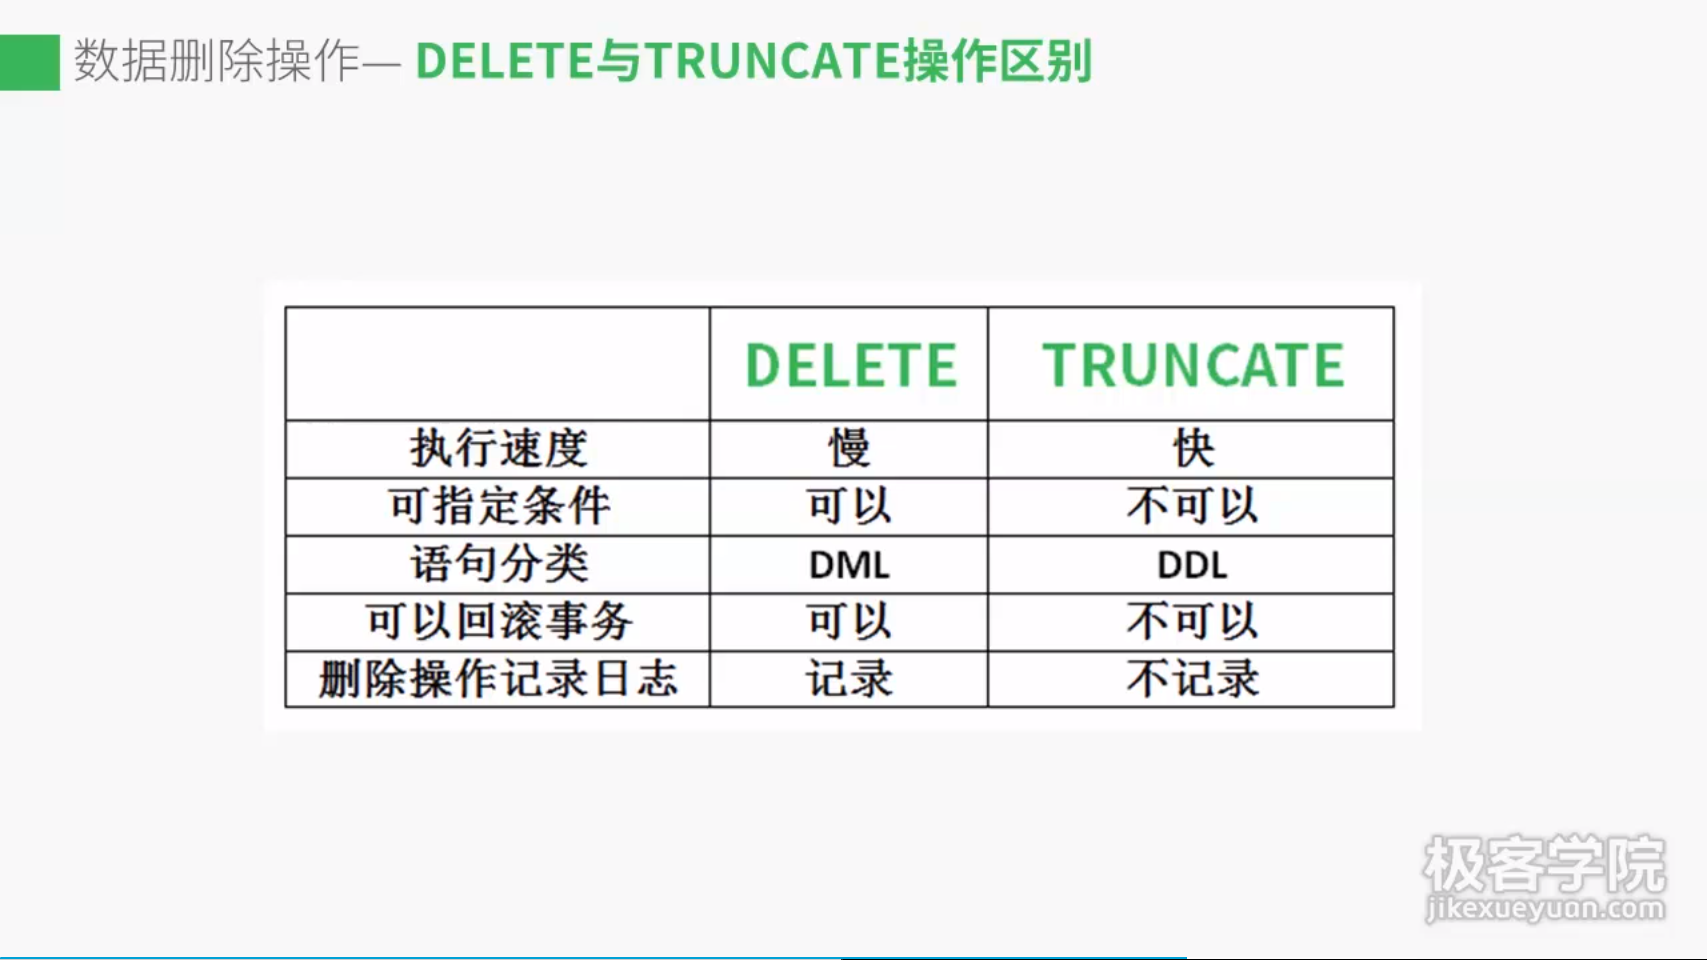 数据删除操作— DELETE与TRUNCATE操作区别
DELETE TRUNCATE
执行速度 慢 快
可指定条件 可以 不可以
语句分类 DML DDL
可以回滚事务 可以 不可以
删除操作记录日志 记录 不记录
极客学院
jikexueyuan.com